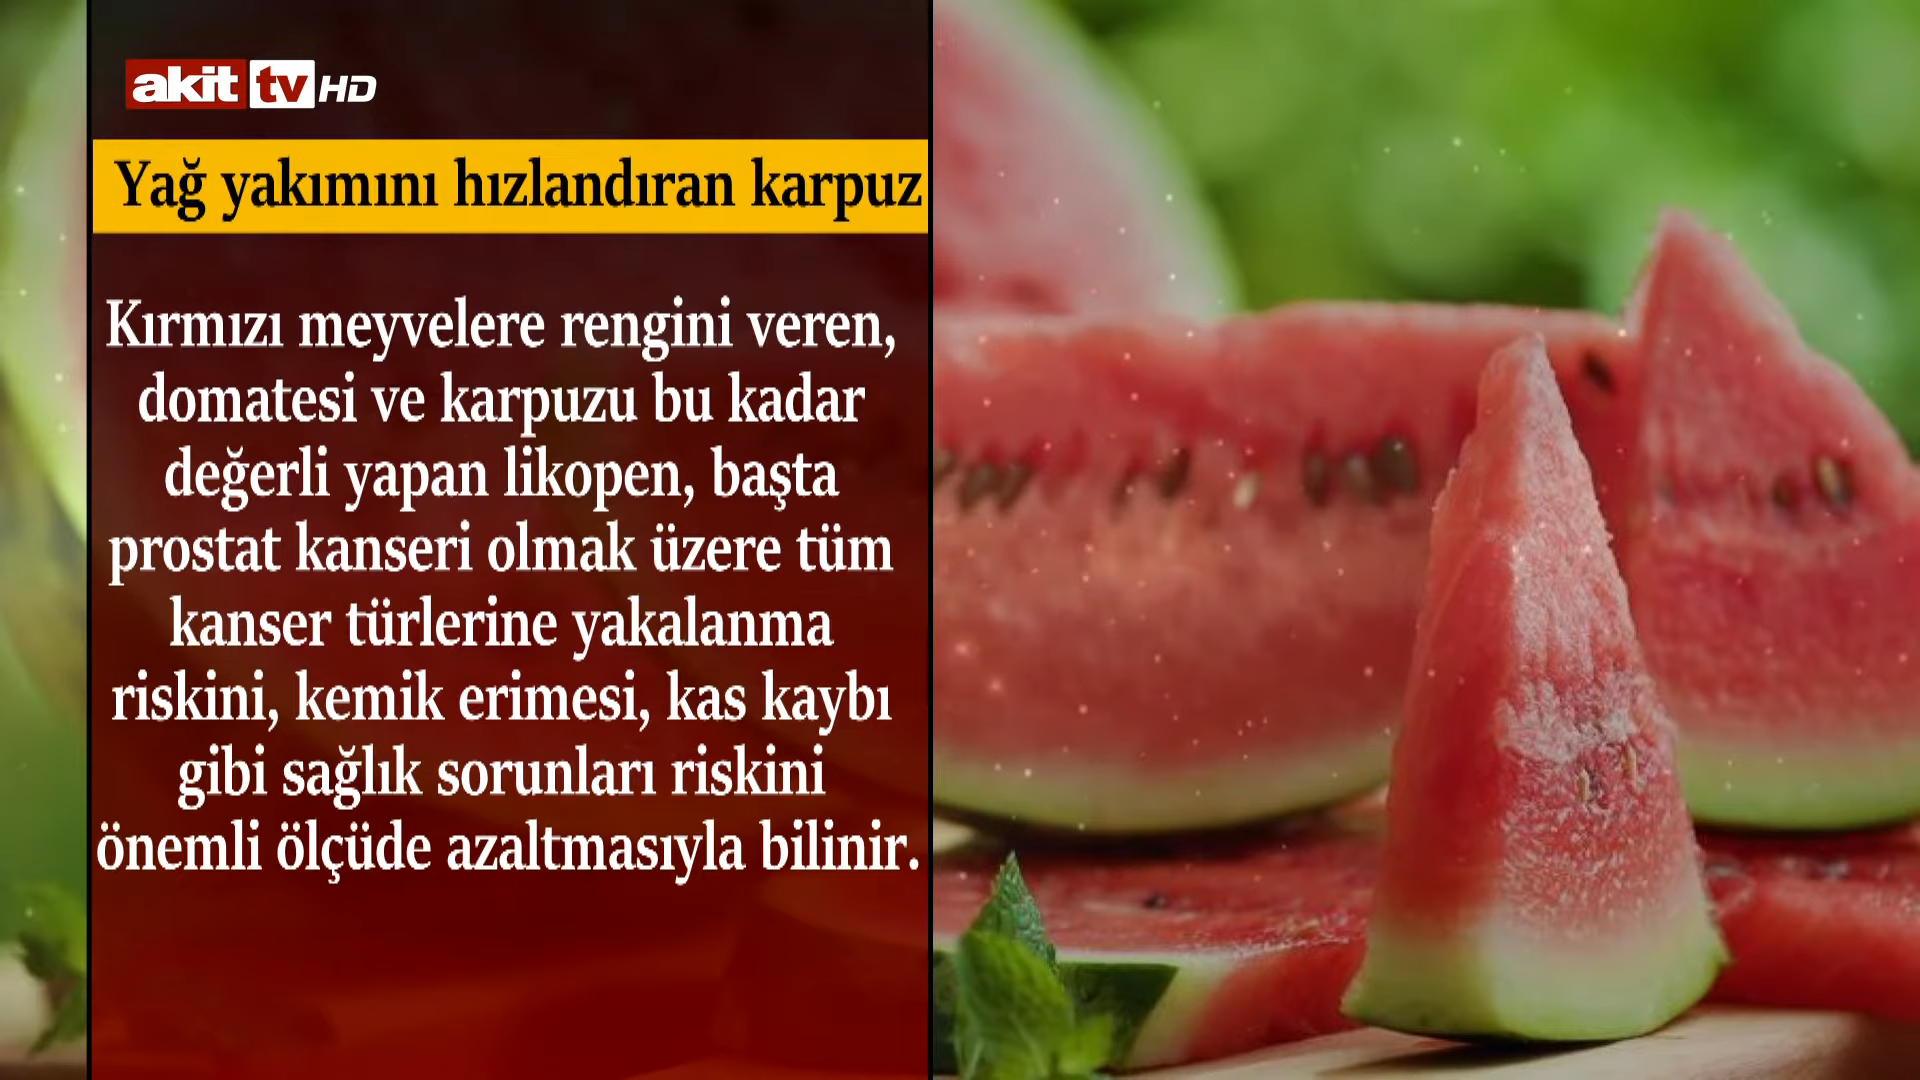 akit tv HD
Yağ yakımını hızlandıran karpuz
Kırmızı meyvelere rengini veren,
domatesi ve karpuzu bu kadar
değerli yapan likopen, başta
prostat kanseri olmak üzere tüm
kanser türlerine yakalanma
riskini, kemik erimesi, kas kaybı
gibi sağlık sorunları riskini
önemli ölçüde azaltmasıyla bilinir.